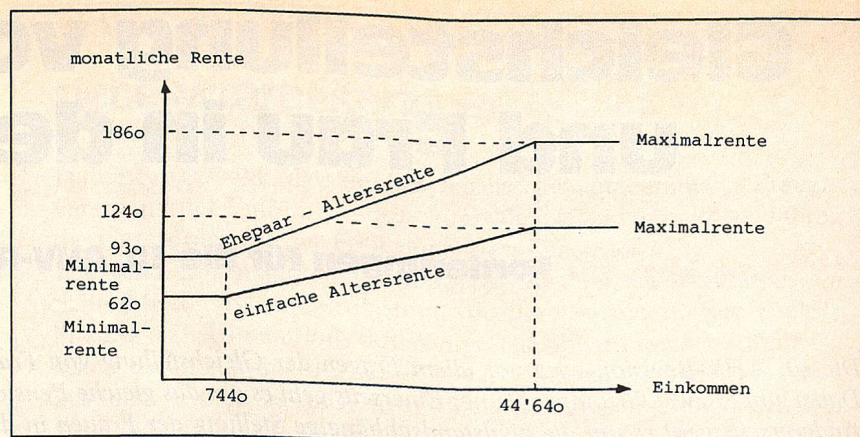 monatliche Rente
186o
Maximalrente
Ehepaar - Altersrente
124o
Maximalrente
93o
Minimal-
rente
62o
einfache Altersrente
Minimal-
rente
744o
44'64o
Einkommen